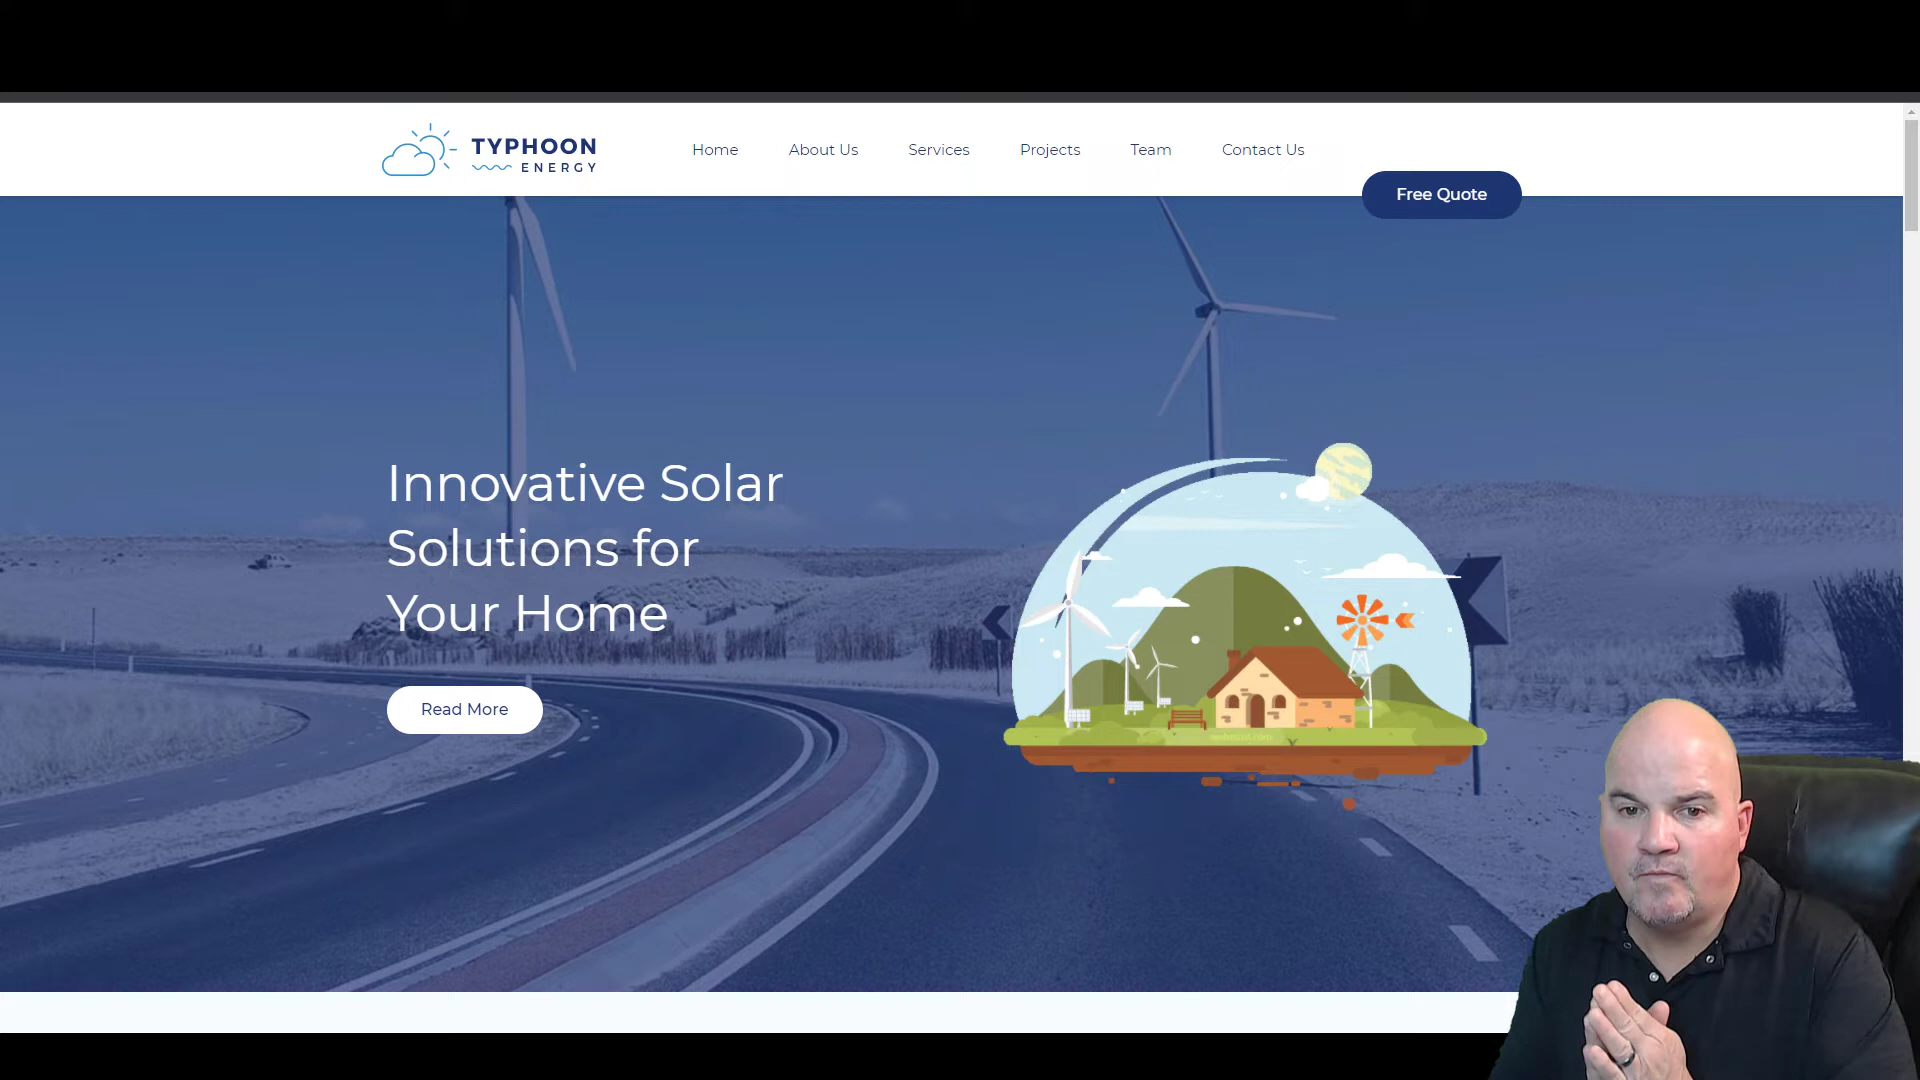 TYPHOON
ENERGY
Home
About Us
Services
Projects
Team
Contact Us
Free Quote
Innovative Solar
Solutions for
Your Home
Read More